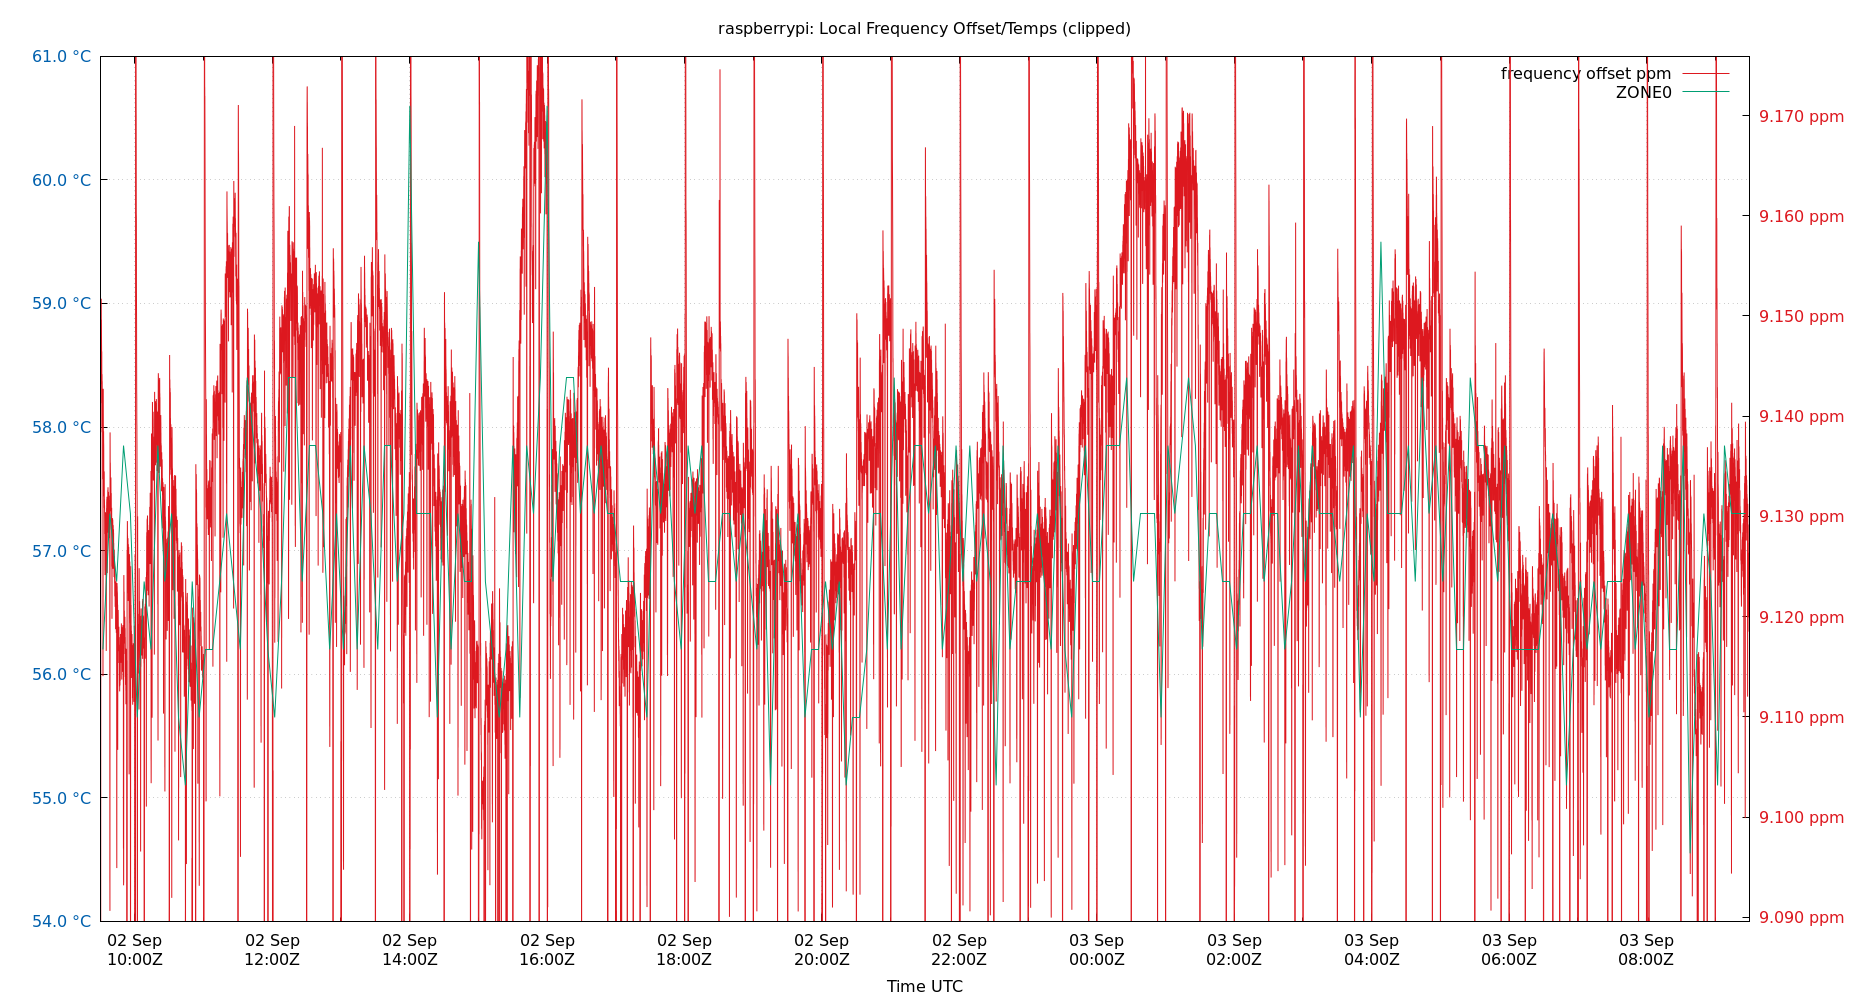 raspberrypi: Local Frequency Offset/Temps (clipped)
frequency offset ppm
ZONE0
61.0 °C
60.0 °C
59.0 °C
58.0 °C
57.0 °C
56.0 °C
55.0 °C
54.0 °C
9.170 ppm
9.160 ppm
9.150 ppm
9.140 ppm
9.130 ppm
9.120 ppm
9.110 ppm
9.100 ppm
9.090 ppm
02 Sep
10:00Z
02 Sep
12:00Z
02 Sep
14:00Z
02 Sep
16:00Z
02 Sep
18:00Z
02 Sep
20:00Z
02 Sep
22:00Z
03 Sep
00:00Z
03 Sep
02:00Z
03 Sep
04:00Z
03 Sep
06:00Z
03 Sep
08:00Z
Time UTC